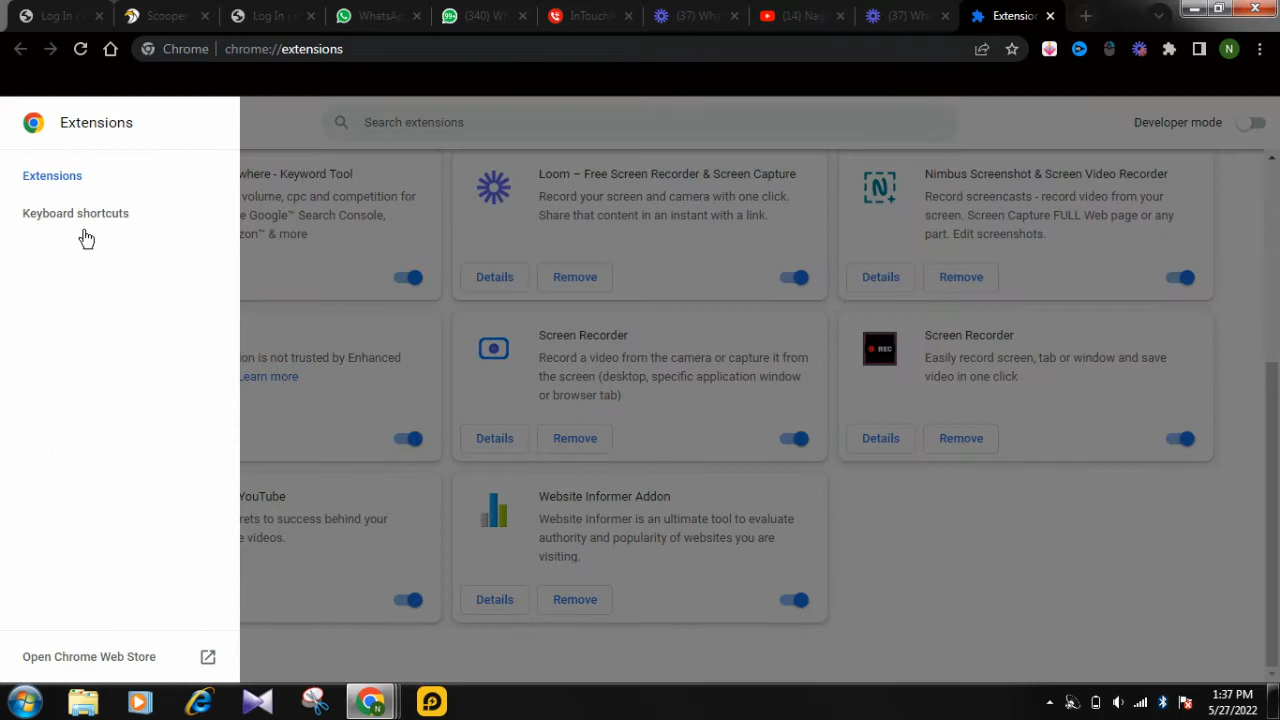 Log In
Scooper
Log In
WhatsAp
99+ (340) W
InTouchA
(37) Wh
(14) Naij
(37) Wh
Extension
Chrome chrome://extensions
N
Extensions
Search extensions
Developer mode
Extensions
Keyboard shortcuts
where - Keyword Tool
volume, cpc and competition for
Google™ Search Console,
zon™ & more
Loom – Free Screen Recorder & Screen Capture
Record your screen and camera with one click.
Share that content in an instant with a link.
Details Remove
Nimbus Screenshot & Screen Video Recorder
Record screencasts - record video from your
screen. Screen Capture FULL Web page or any
part. Edit screenshots.
Details Remove
ion is not trusted by Enhanced
Learn more
Screen Recorder
Record a video from the camera or capture it from
the screen (desktop, specific application window
or browser tab)
Details Remove
REC
Screen Recorder
Easily record screen, tab or window and save
video in one click
Details Remove
YouTube
rets to success behind your
e videos.
Website Informer Addon
Website Informer is an ultimate tool to evaluate
authority and popularity of websites you are
visiting.
Details Remove
Open Chrome Web Store
N
1:37 PM
5/27/2022